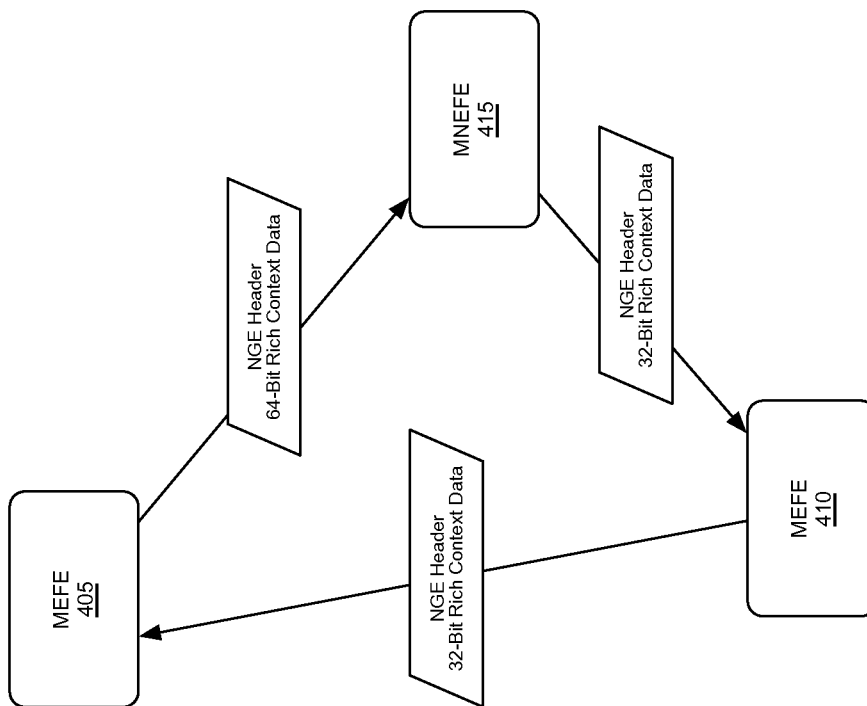 MEFE
405
NGE Header
64-Bit Rich Context Data
MNEFE
415
NGE Header
32-Bit Rich Context Data
MEFE
410
NGE Header
32-Bit Rich Context Data